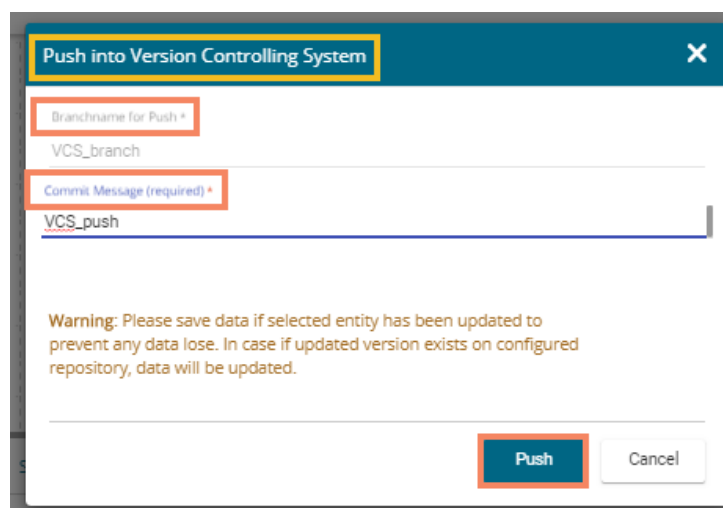 Push into Version Controlling System
Branchname for Push *
VCS_branch
Commit Message (required) *
VCS_push
Warning: Please save data if selected entity has been updated to
prevent any data lose. In case if updated version exists on configured
repository, data will be updated.
Push Cancel